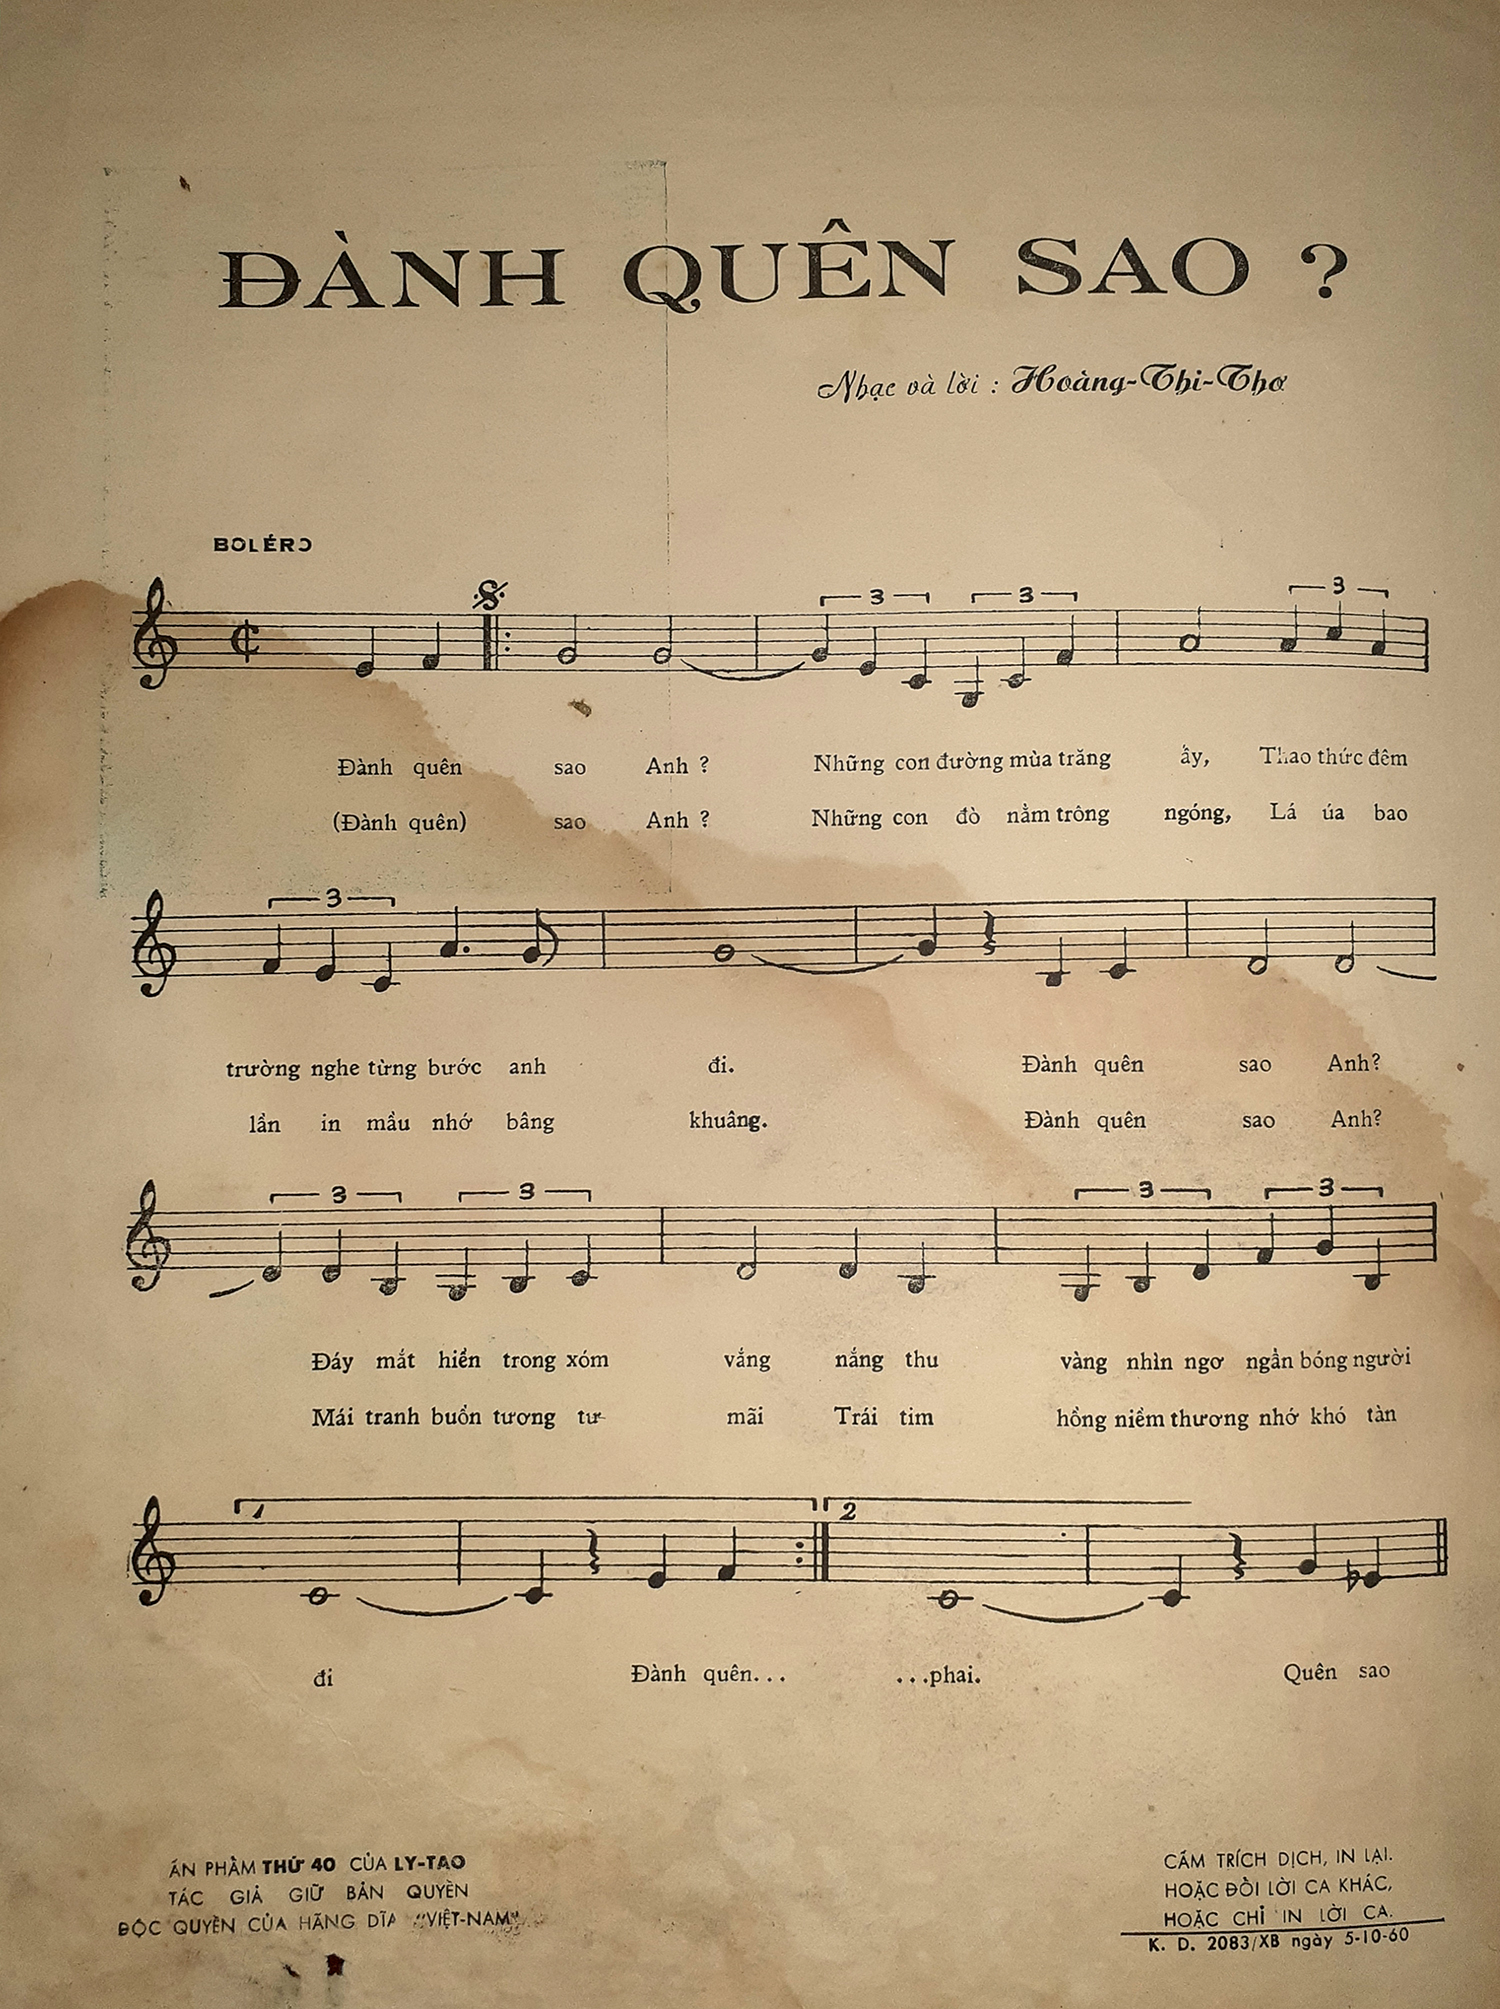 ĐÀNH QUÊN SAO ?
Nhạc và lời : Hoàng-Thi-Thơ
BOLÉRO
3 3 3
Đành quên sao Anh ? Những con đường mùa trăng ấy, Thao thức đêm
(Đành quên) sao Anh ? Những con đò nằm trông ngóng, Lá úa bao
3
trường nghe từng bước anh đi. Đành quên sao Anh?
lần in mầu nhớ bâng khuâng. Đành quên sao Anh?
3 3 3 3
Đáy mắt hiền trong xóm vắng nắng thu vàng nhìn ngơ ngần bóng người
Mái tranh buồn tương tư mãi Trái tim hồng niềm thương nhớ khó tàn
1 2
đi Đành quên... ...phai. Quên sao
ẤN PHẨM THỨ 40 CỦA LY-TAO
TÁC GIẢ GIỮ BẢN QUYỀN
ĐỘC QUYỀN CỦA HÃNG DĨA "VIỆT-NAM"
CẤM TRÍCH DỊCH, IN LẠI.
HOẶC ĐỔI LỜI CA KHÁC,
HOẶC CHỈ IN LỜI CA.
K. D. 2083/XB ngày 5-10-60